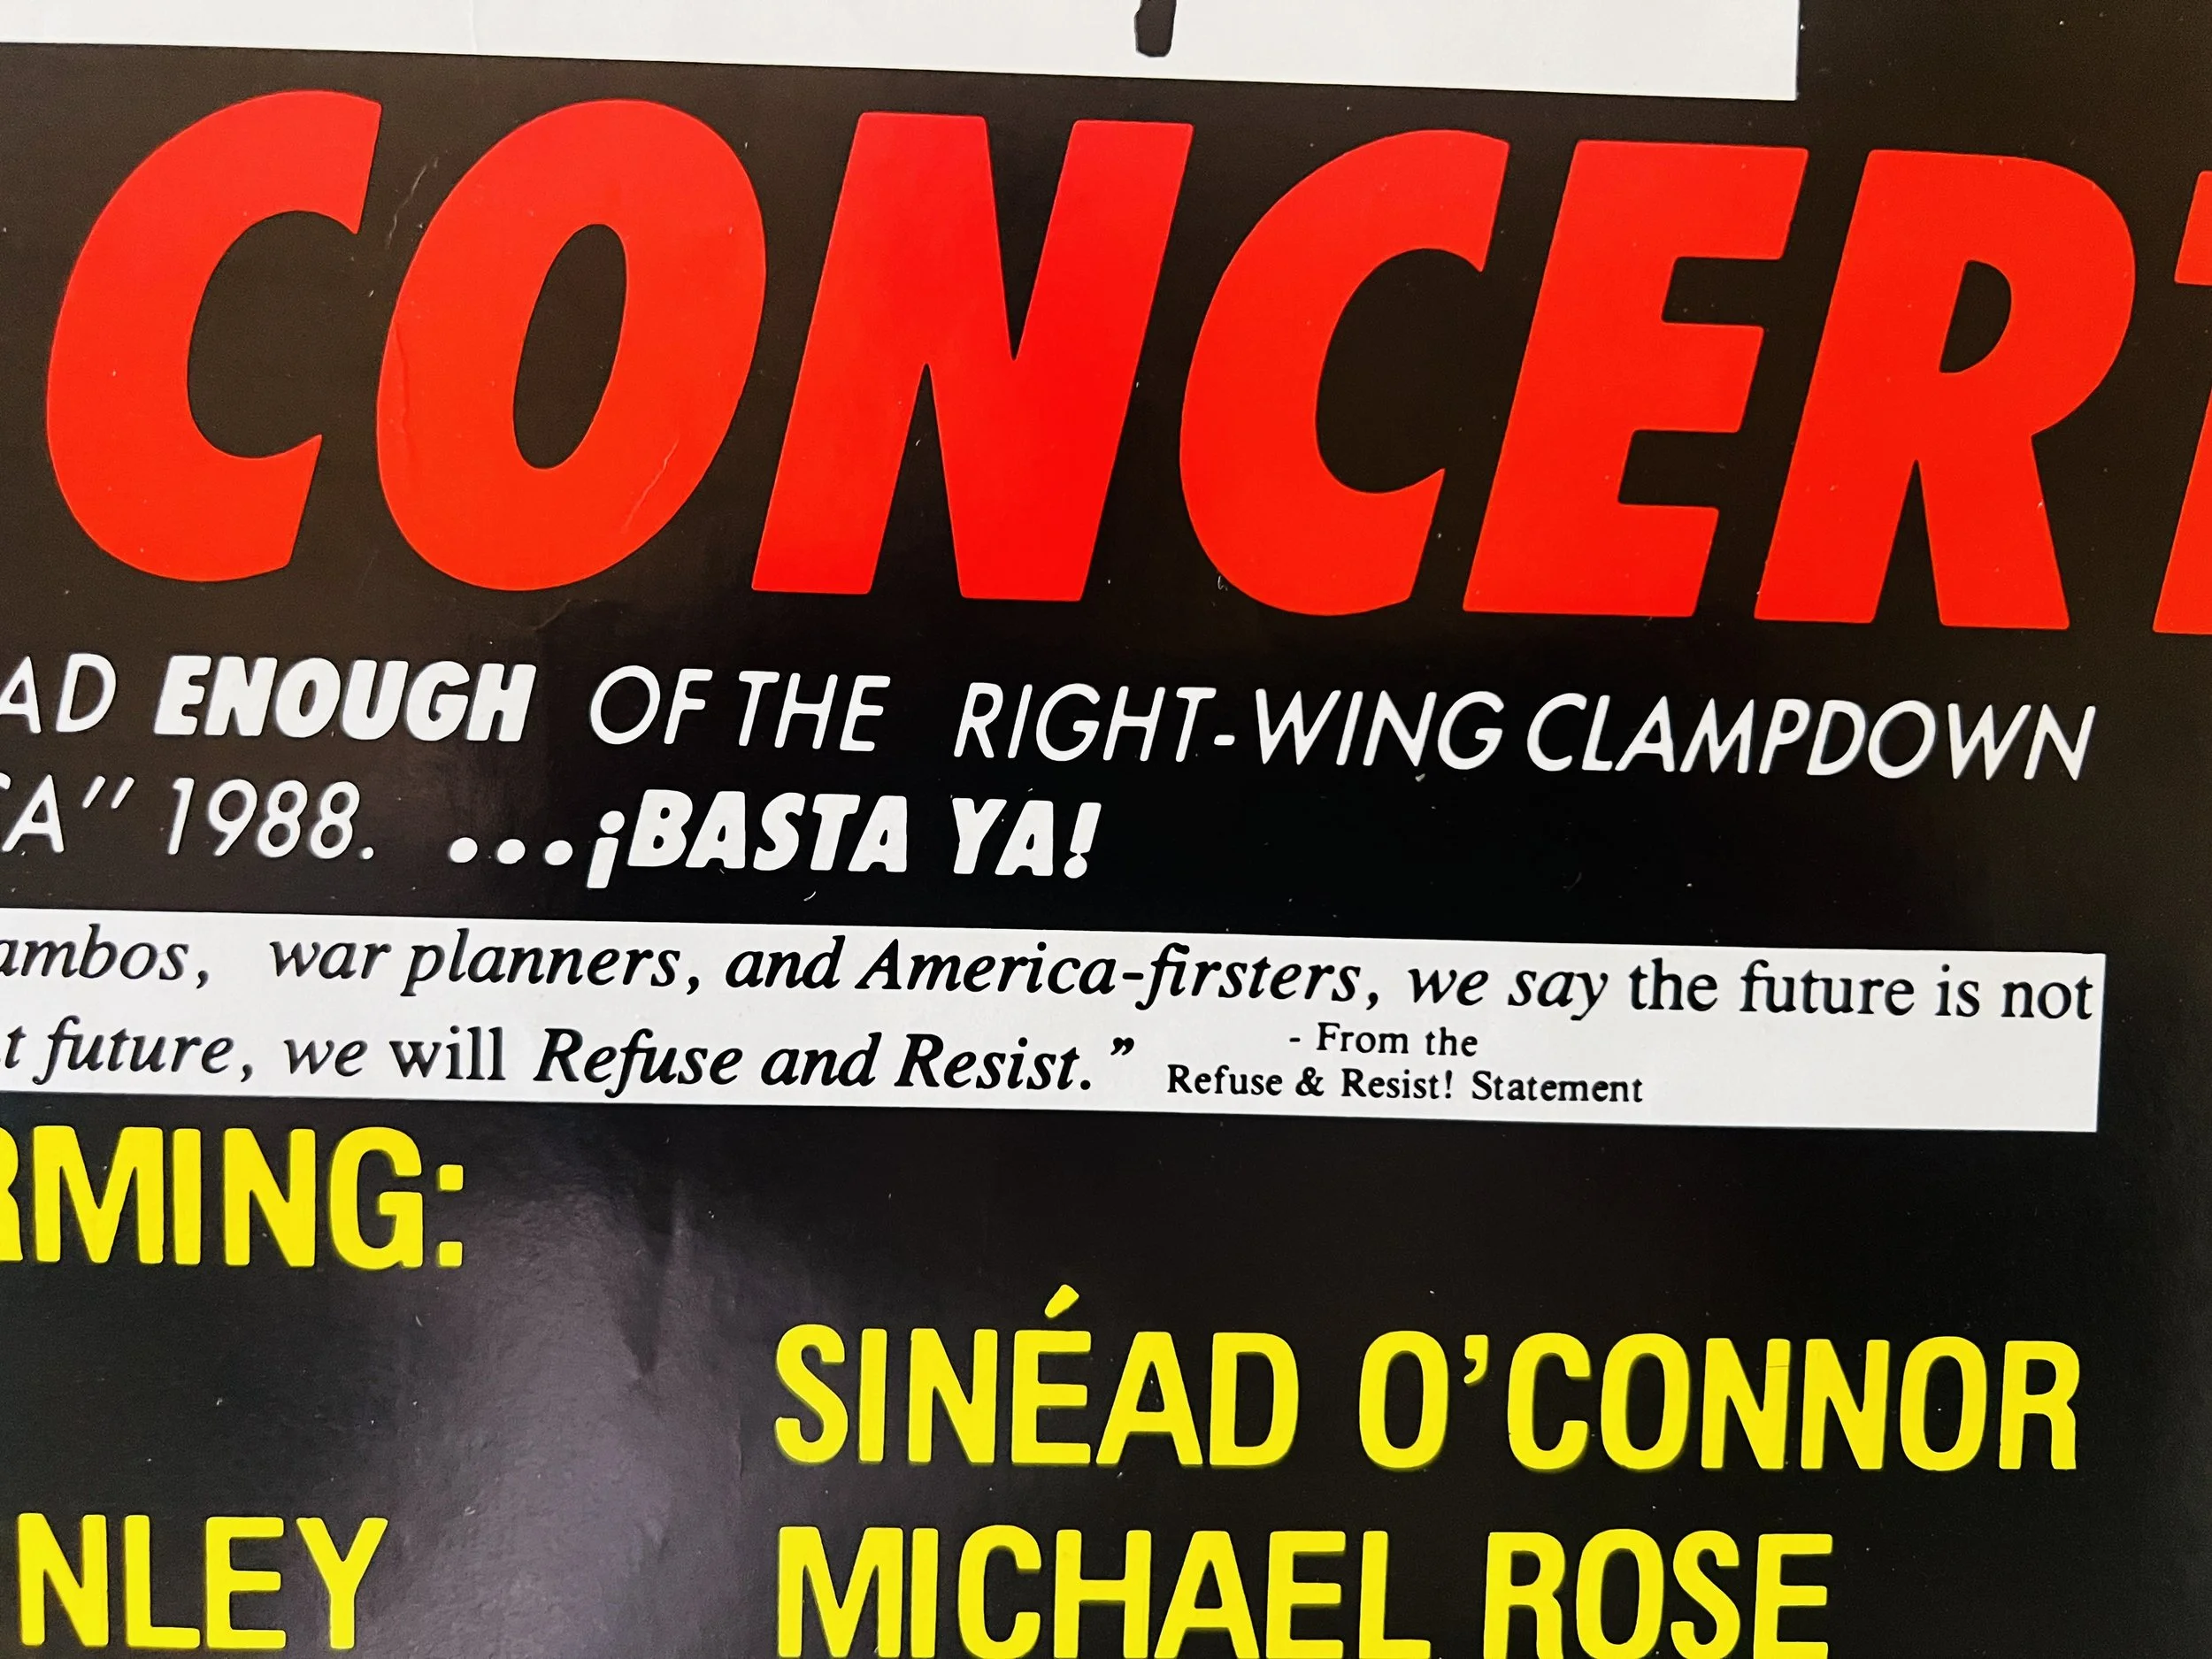 CONCERT
AD ENOUGH OF THE RIGHT-WING CLAMPDOWN
SA" 1988. ...¡BASTA YA!
ambos, war planners, and America-firsters, we say the future is not
t future, we will Refuse and Resist.”
- From the
Refuse & Resist! Statement
RMING:
SINÉAD O’CONNOR
NLEY MICHAEL ROSE